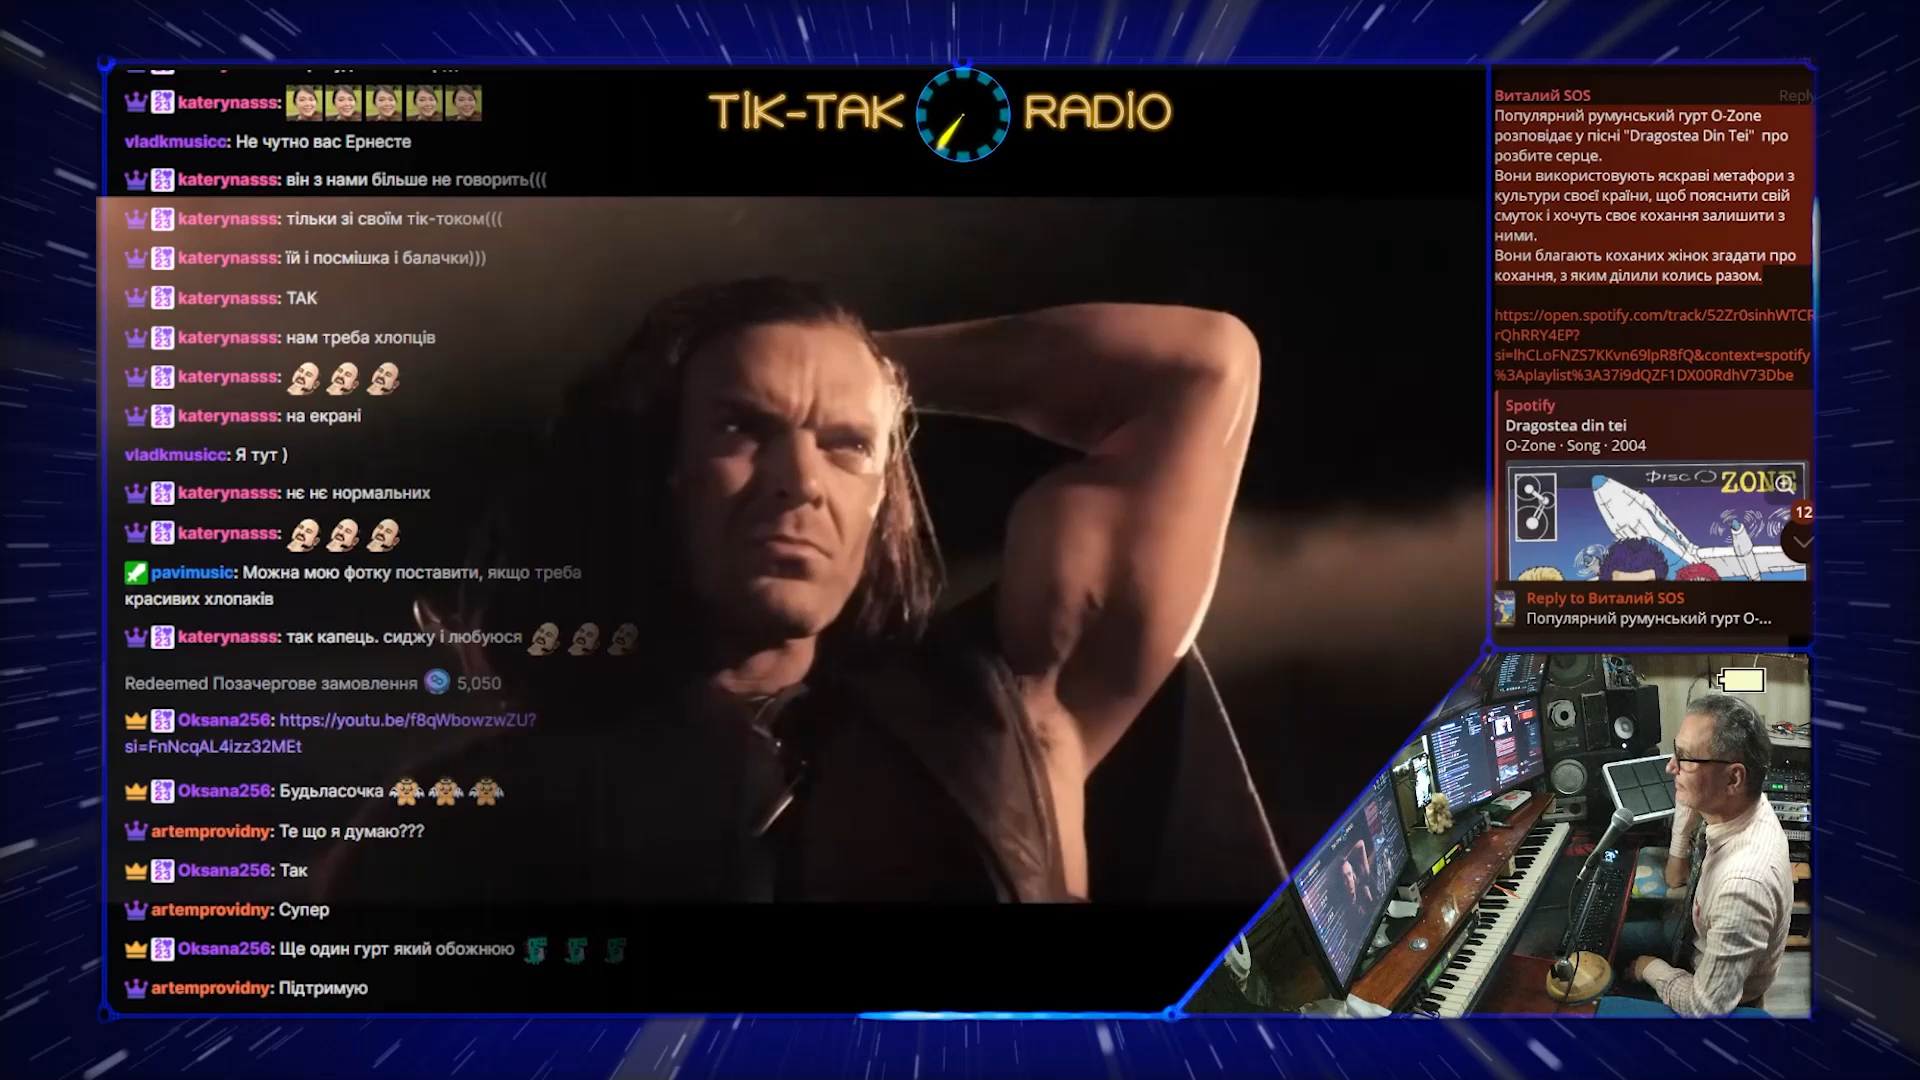 katerynasss:
vladkmusicc: Не чутно вас Ернесте
katerynasss: він з нами більше не говорить(((
katerynasss: тільки зі своїм тік-током(((
katerynasss: їй і посмішка і балачки)))
katerynasss: ТАК
katerynasss: нам треба хлопців
katerynasss:
katerynasss: на екрані
vladkmusicc: Я тут )
katerynasss: нє нє нормальних
katerynasss:
pavimusic: Можна мою фотку поставити, якщо треба
красивих хлопаків
katerynasss: так капець. сиджу і любуюся
Redeemed Позачергове замовлення 5,050
Oksana256: https://youtu.be/f8qWbowzwZU?
si=FnNcqAL4izz32MEt
Oksana256: Будьласочка
artemprovidny: Те що я думаю???
Oksana256: Так
artemprovidny: Супер
Oksana256: Ще один гурт який обожнюю
artemprovidny: Підтримую
TIK-TAK RADIO
Виталий SOS Reply
Популярний румунський гурт O-Zone
розповідає у пісні "Dragostea Din Tei" про
розбите серце.
Вони використовують яскраві метафори з
культури своєї країни, щоб пояснити свій
смуток і хочуть своє кохання залишити з
ними.
Вони благають коханих жінок згадати про
кохання, з яким ділили колись разом.
https://open.spotify.com/track/52Zr0sinhWTCR
rQhRRY4EP?
si=lhCLoFNZS7KKvn69lpR8fQ&context=spotify
%3Aplaylist%3A37i9dQZF1DX00RdhV73Dbe
Spotify
Dragostea din tei
O-Zone · Song · 2004
DISCO ZONE
12
Reply to Виталий SOS
Популярний румунський гурт O-...